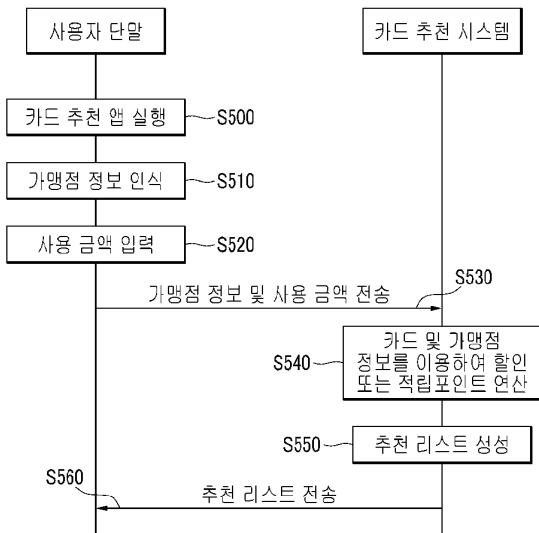 사용자 단말
카드 추천 시스템
카드 추천 앱 실행
S500
가맹점 정보 인식
S510
사용 금액 입력
S520
가맹점 정보 및 사용 금액 전송
S530
카드 및 가맹점
정보를 이용하여 할인
또는 적립포인트 연산
S540
추천 리스트 생성
S550
추천 리스트 전송
S560